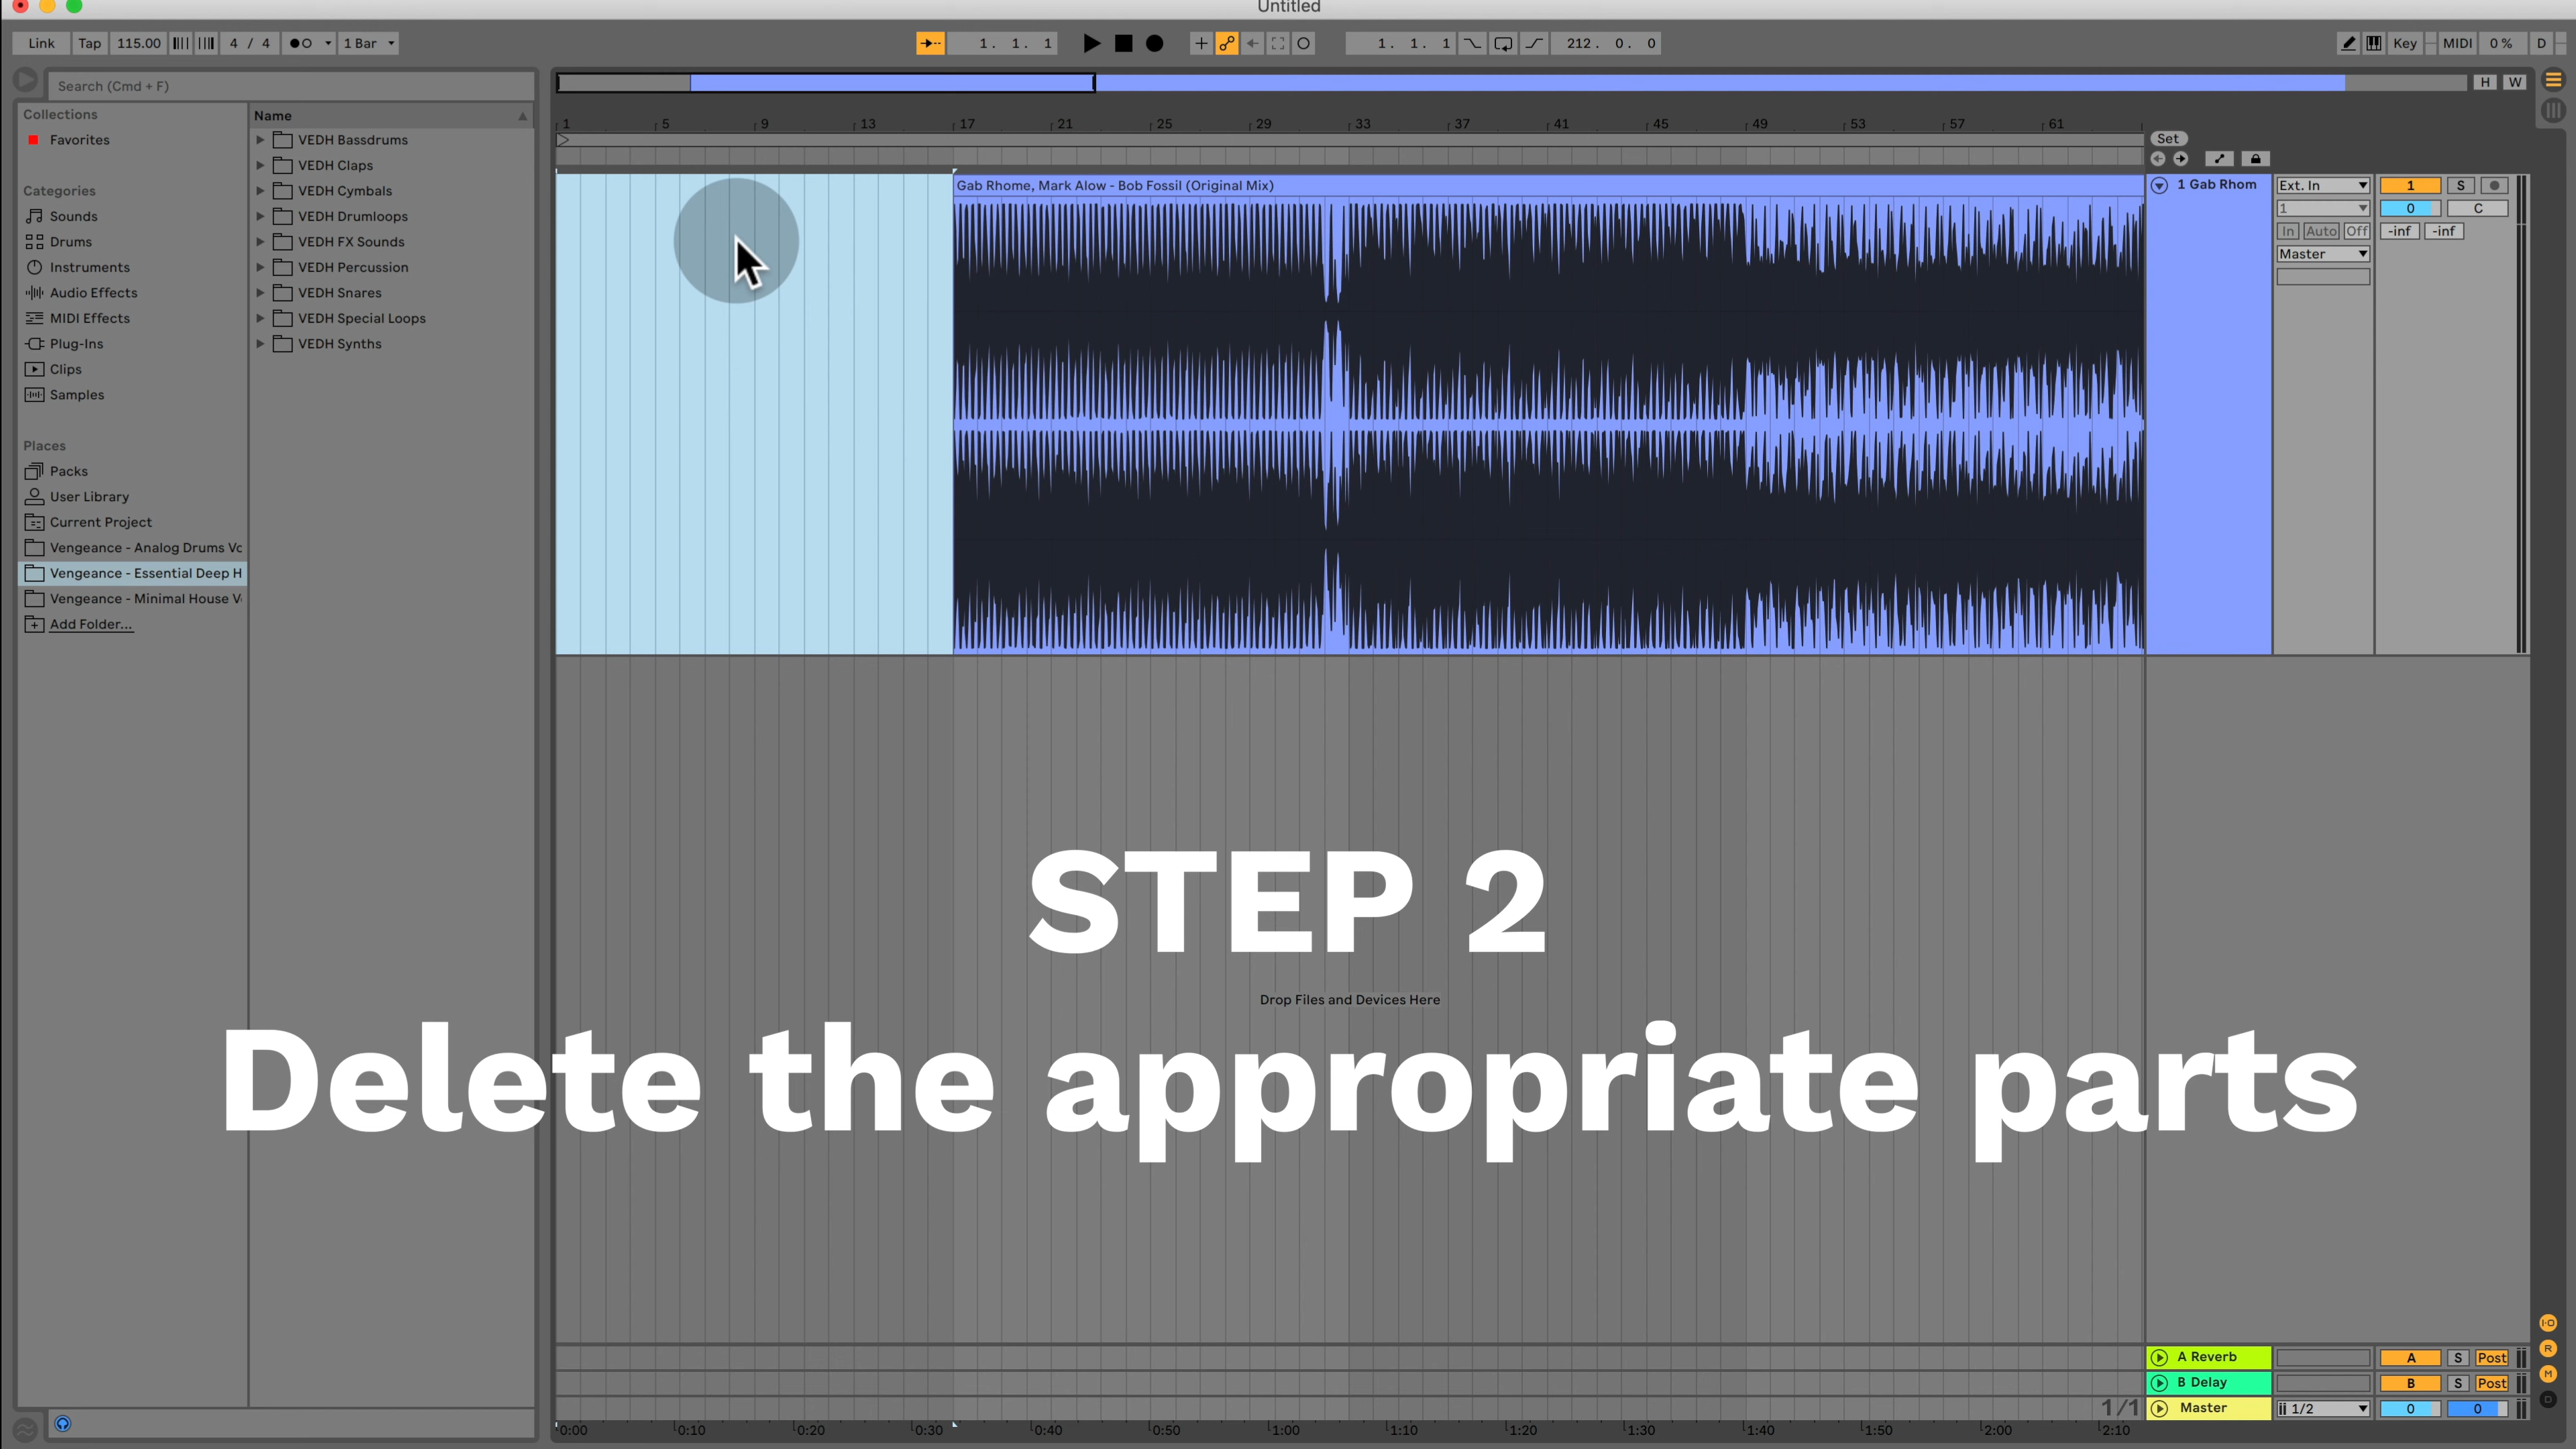 Untitled
Link Tap 115.00 4 / 4 1 Bar 1. 1. 1 1. 1. 1 212. 0. 0 Key MIDI 0 % D
Search (Cmd + F)
H W
Collections
Favorites
Categories
Sounds
Drums
Instruments
Audio Effects
MIDI Effects
Plug-Ins
Clips
Samples
Places
Packs
User Library
Current Project
Vengeance - Analog Drums Vo
Vengeance - Essential Deep H
Vengeance - Minimal House V
Add Folder...
Name
VEDH Bassdrums
VEDH Claps
VEDH Cymbals
VEDH Drumloops
VEDH FX Sounds
VEDH Percussion
VEDH Snares
VEDH Special Loops
VEDH Synths
1 5 9 13 17 21 25 29 33 37 41 45 49 53 57 61
Set
Gab Rhome, Mark Alow - Bob Fossil (Original Mix)
1 Gab Rhom
Ext. In 1 S
1 0 C
In Auto Off -inf -inf
Master
STEP 2
Drop Files and Devices Here
Delete the appropriate parts
A Reverb A S Post
B Delay B S Post
1/1 Master 1/2 0 0
0:00 0:10 0:20 0:30 0:40 0:50 1:00 1:10 1:20 1:30 1:40 1:50 2:00 2:10
I·O
R
M
D